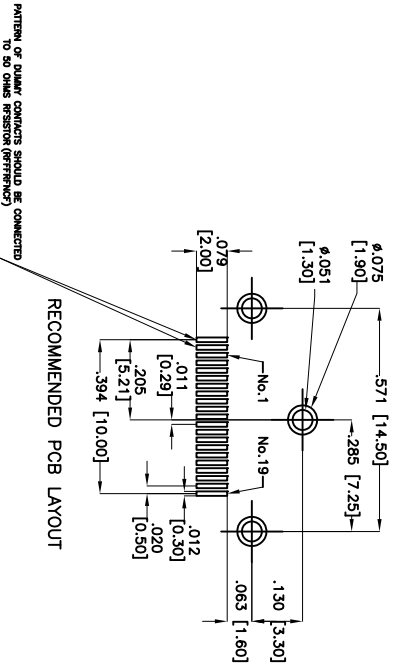 PATTERN OF DUMMY CONTACTS SHOULD BE CONNECTED
TO 50 OHMS RFSISTOR (RFFFRFNCF)
.079
[2.00]
ø.051
[1.30]
ø.075
[1.90]
.571 [14.50]
.285 [7.25]
No.1
No.19
.011
[0.29]
.205
[5.21]
.394 [10.00]
.012
[0.30]
.020
[0.50]
.063 [1.60]
.130 [3.30]
RECOMMENDED PCB LAYOUT